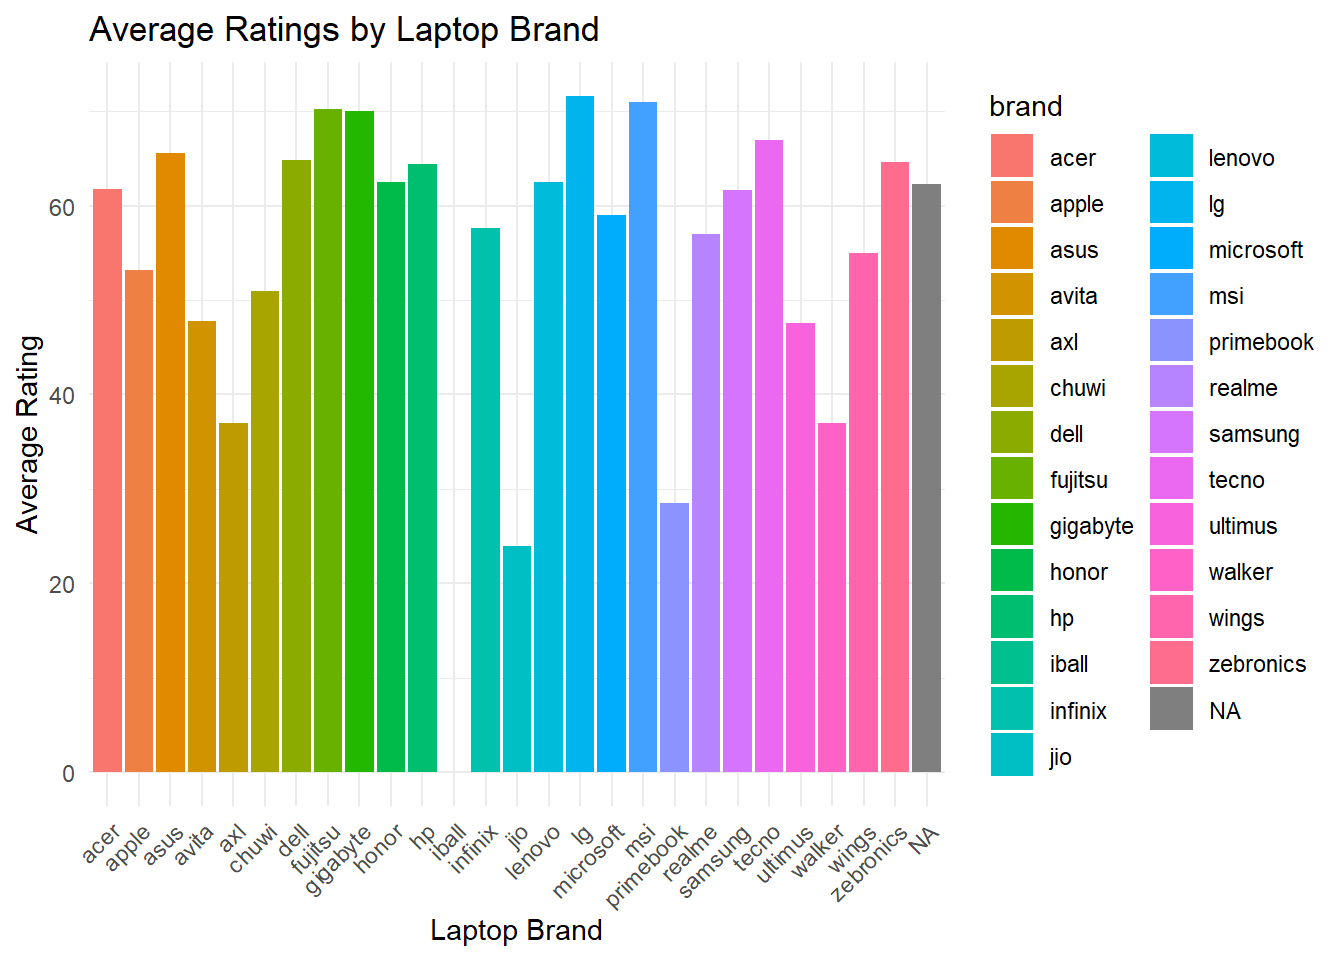 Average Ratings by Laptop Brand
Average Rating
60
40
20
0
acer
apple
asus
avita
axl
chuwi
dell
fujitsu
gigabyte
honor
hp
iball
infinix
jio
lenovo
lg
microsoft
msi
primebook
realme
samsung
tecno
ultimus
walker
wings
zebronics
NA
Laptop Brand
brand
acer
apple
asus
avita
axl
chuwi
dell
fujitsu
gigabyte
honor
hp
iball
infinix
jio
lenovo
lg
microsoft
msi
primebook
realme
samsung
tecno
ultimus
walker
wings
zebronics
NA